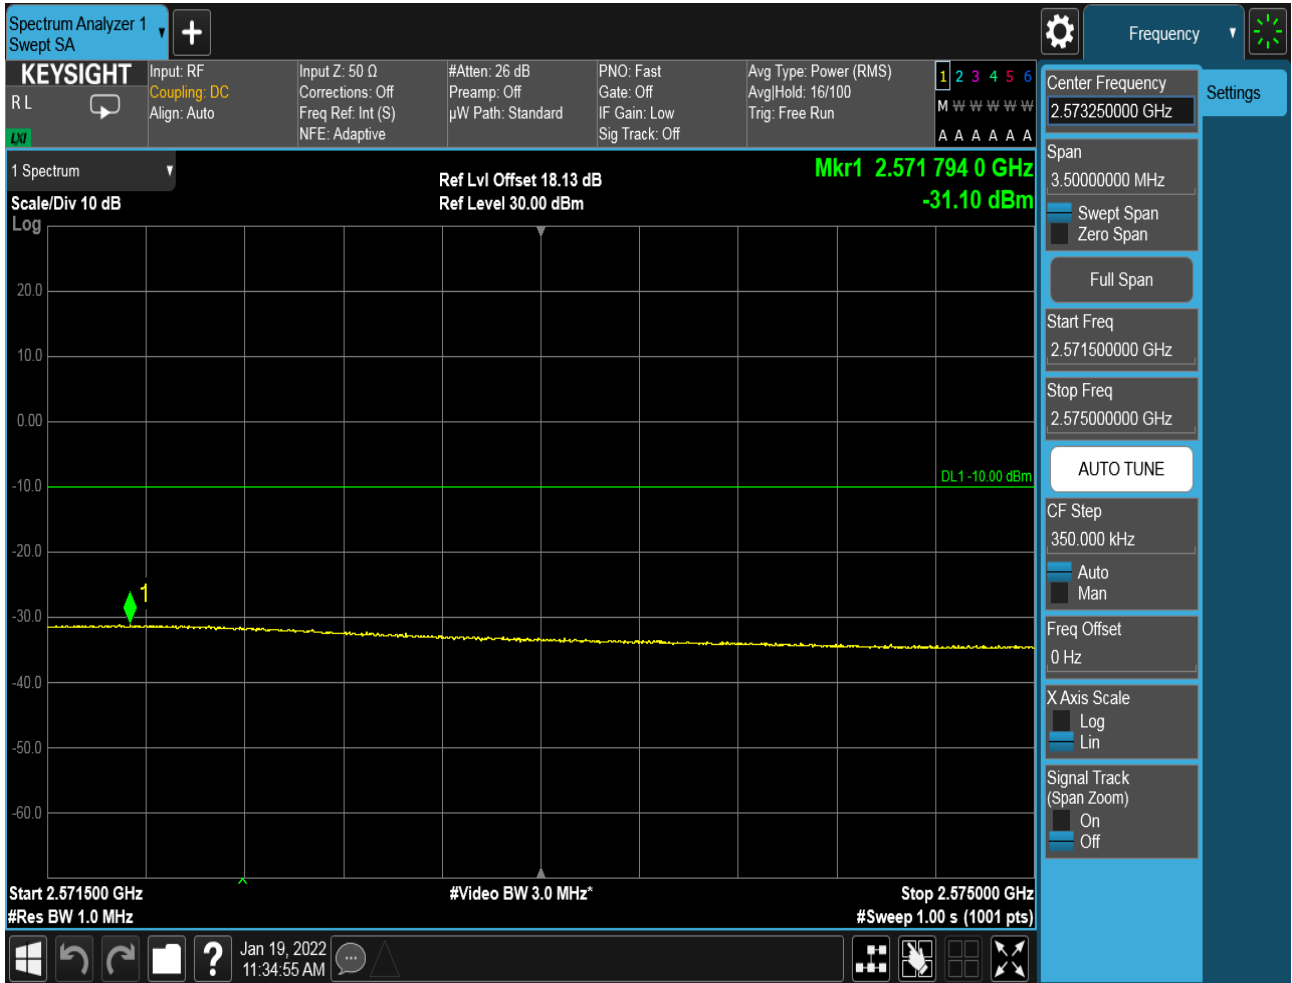 Spectrum Analyzer 1
Swept SA
+
Frequency
KEYSIGHT
R L
LXI
Input: RF
Coupling: DC
Align: Auto
Input Z: 50 Ω
Corrections: Off
Freq Ref: Int (S)
NFE: Adaptive
#Atten: 26 dB
Preamp: Off
µW Path: Standard
PNO: Fast
Gate: Off
IF Gain: Low
Sig Track: Off
Avg Type: Power (RMS)
Avg|Hold: 16/100
Trig: Free Run
1 2 3 4 5 6
M W W W W W
A A A A A A
1 Spectrum
Scale/Div 10 dB
Log
Ref Lvl Offset 18.13 dB
Ref Level 30.00 dBm
Mkr1 2.571 794 0 GHz
-31.10 dBm
20.0
10.0
0.00
-10.0
-20.0
-30.0
-40.0
-50.0
-60.0
DL1 -10.00 dBm
1
Start 2.571500 GHz
#Res BW 1.0 MHz
#Video BW 3.0 MHz*
Stop 2.575000 GHz
#Sweep 1.00 s (1001 pts)
?
Jan 19, 2022
11:34:55 AM
Center Frequency
2.573250000 GHz
Settings
Span
3.50000000 MHz
Swept Span
Zero Span
Full Span
Start Freq
2.571500000 GHz
Stop Freq
2.575000000 GHz
AUTO TUNE
CF Step
350.000 kHz
Auto
Man
Freq Offset
0 Hz
X Axis Scale
Log
Lin
Signal Track
(Span Zoom)
On
Off